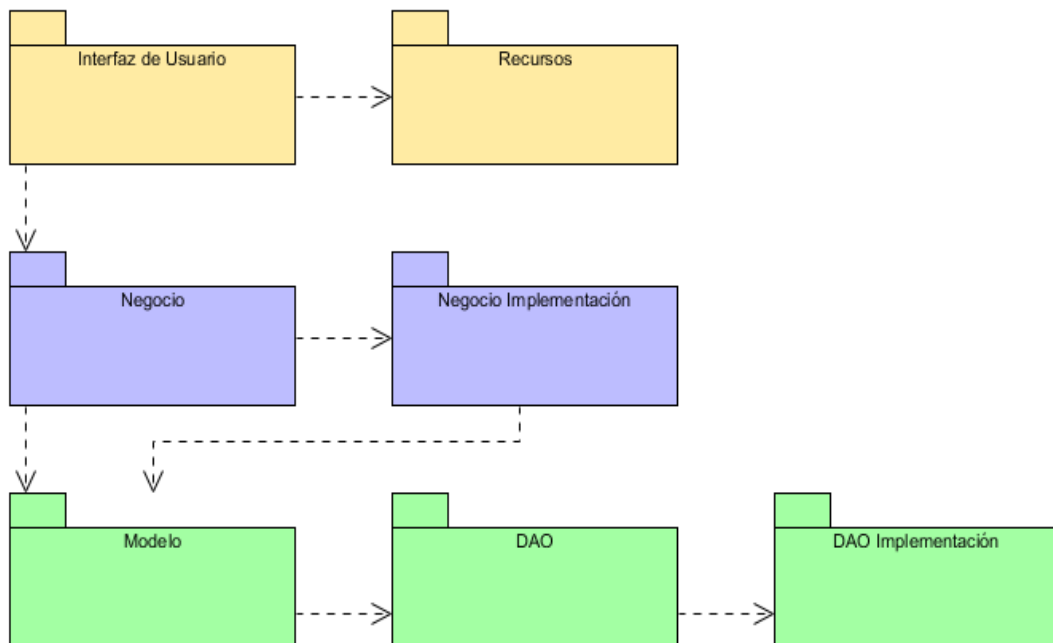 Interfaz de Usuario
Recursos
Negocio
Negocio Implementación
Modelo
DAO
DAO Implementación